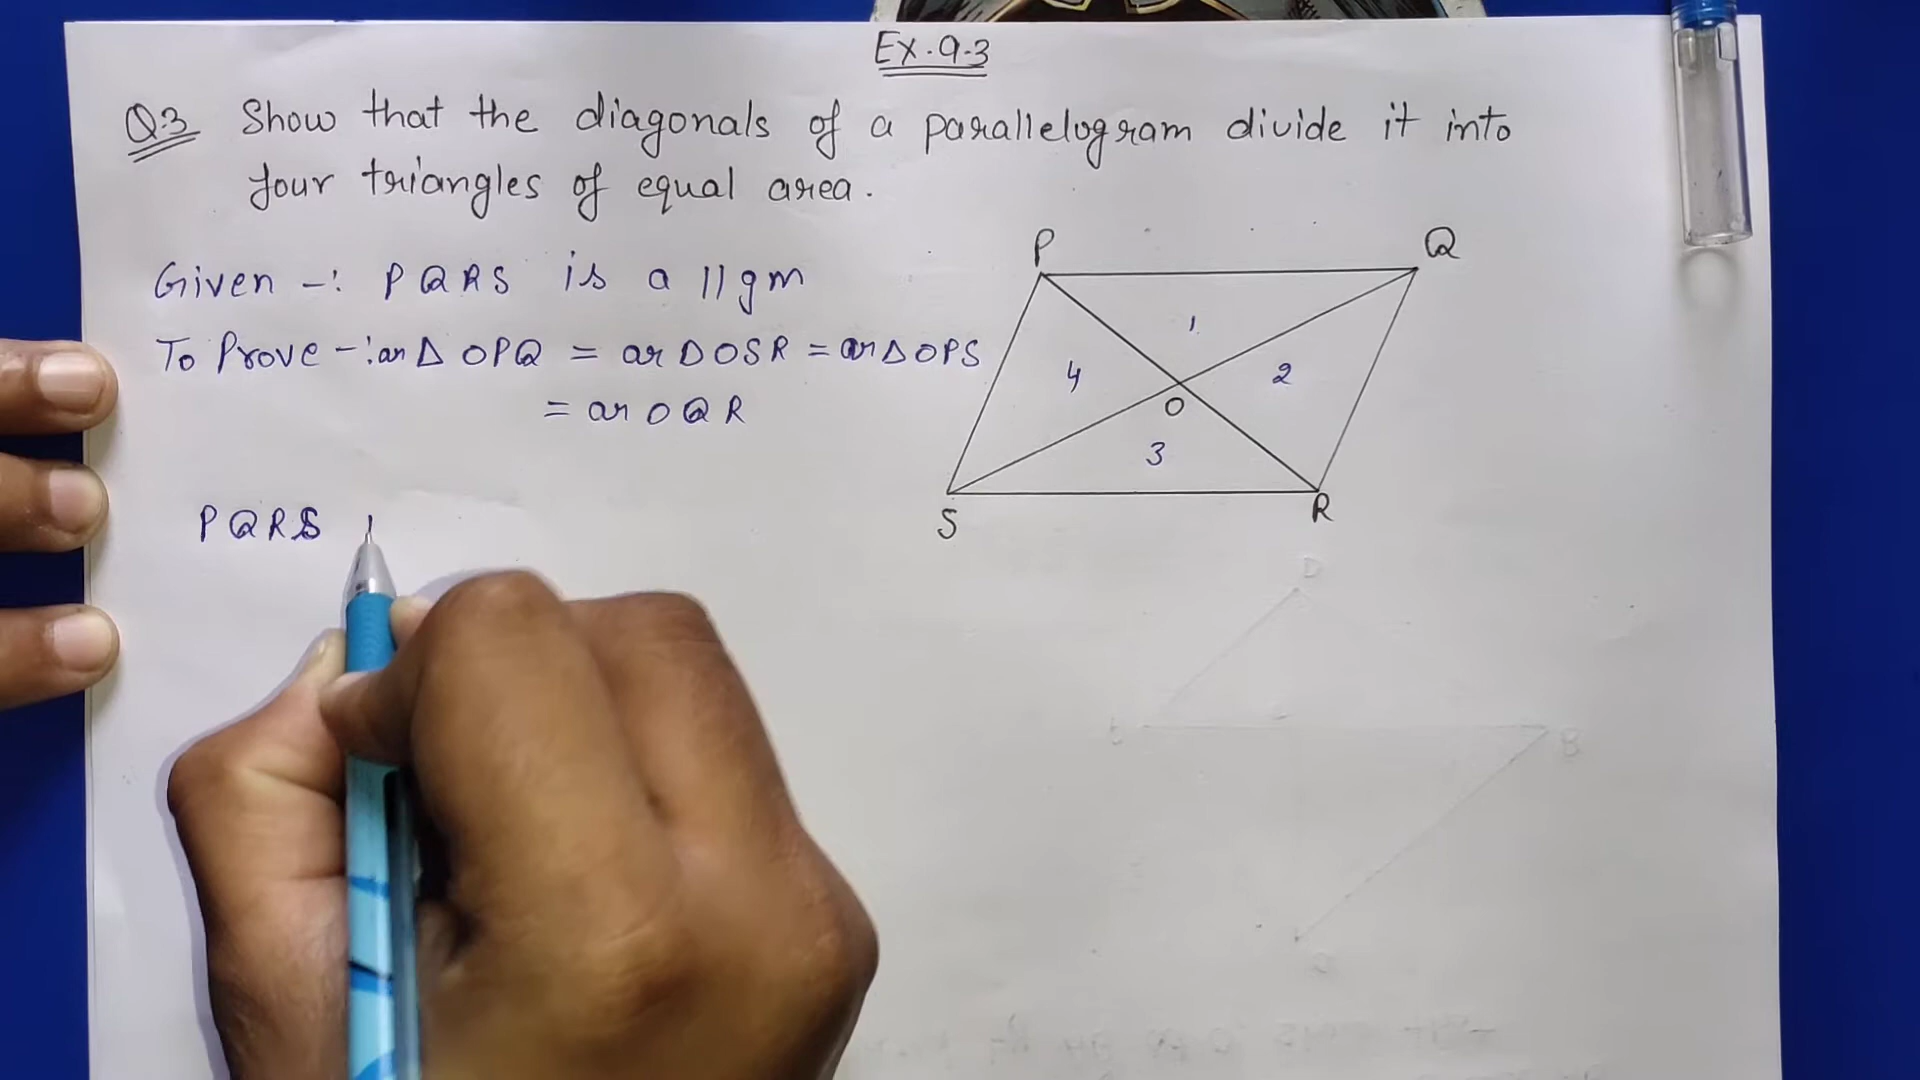 Ex.9.3
Q.3 Show that the diagonals of a parallelogram divide it into
four triangles of equal area.
Given -: PQRS is a ||gm
To Prove -: ar △ OPQ = ar △ OSR = ar △ OPS
= ar OQR
P
Q
1
4
2
O
3
S
R
PQRS
D
B